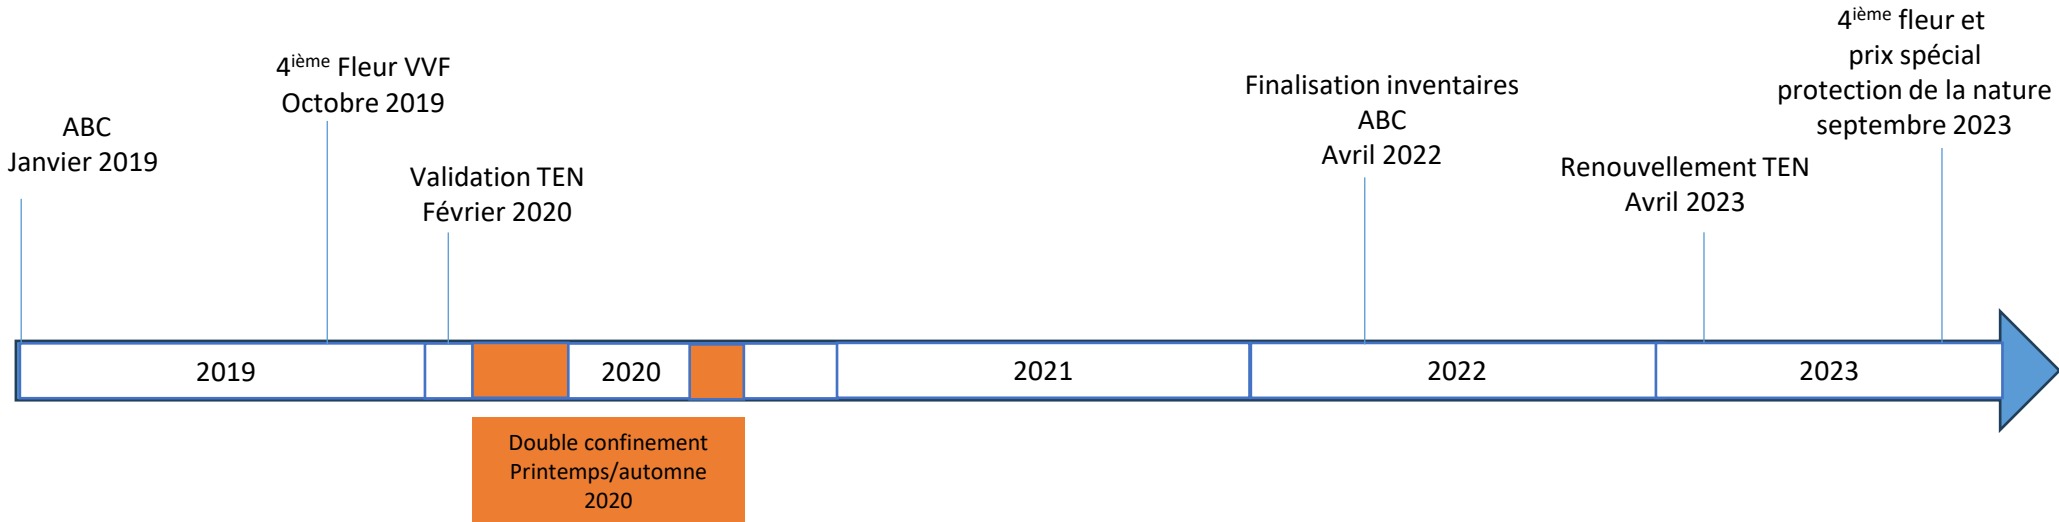 ABC
Janvier 2019
4ième Fleur VVF
Octobre 2019
Validation TEN
Février 2020
Finalisation inventaires
ABC
Avril 2022
Renouvellement TEN
Avril 2023
4ième fleur et
prix spécial
protection de la nature
septembre 2023
2019
2020
2021
2022
2023
Double confinement
Printemps/automne
2020